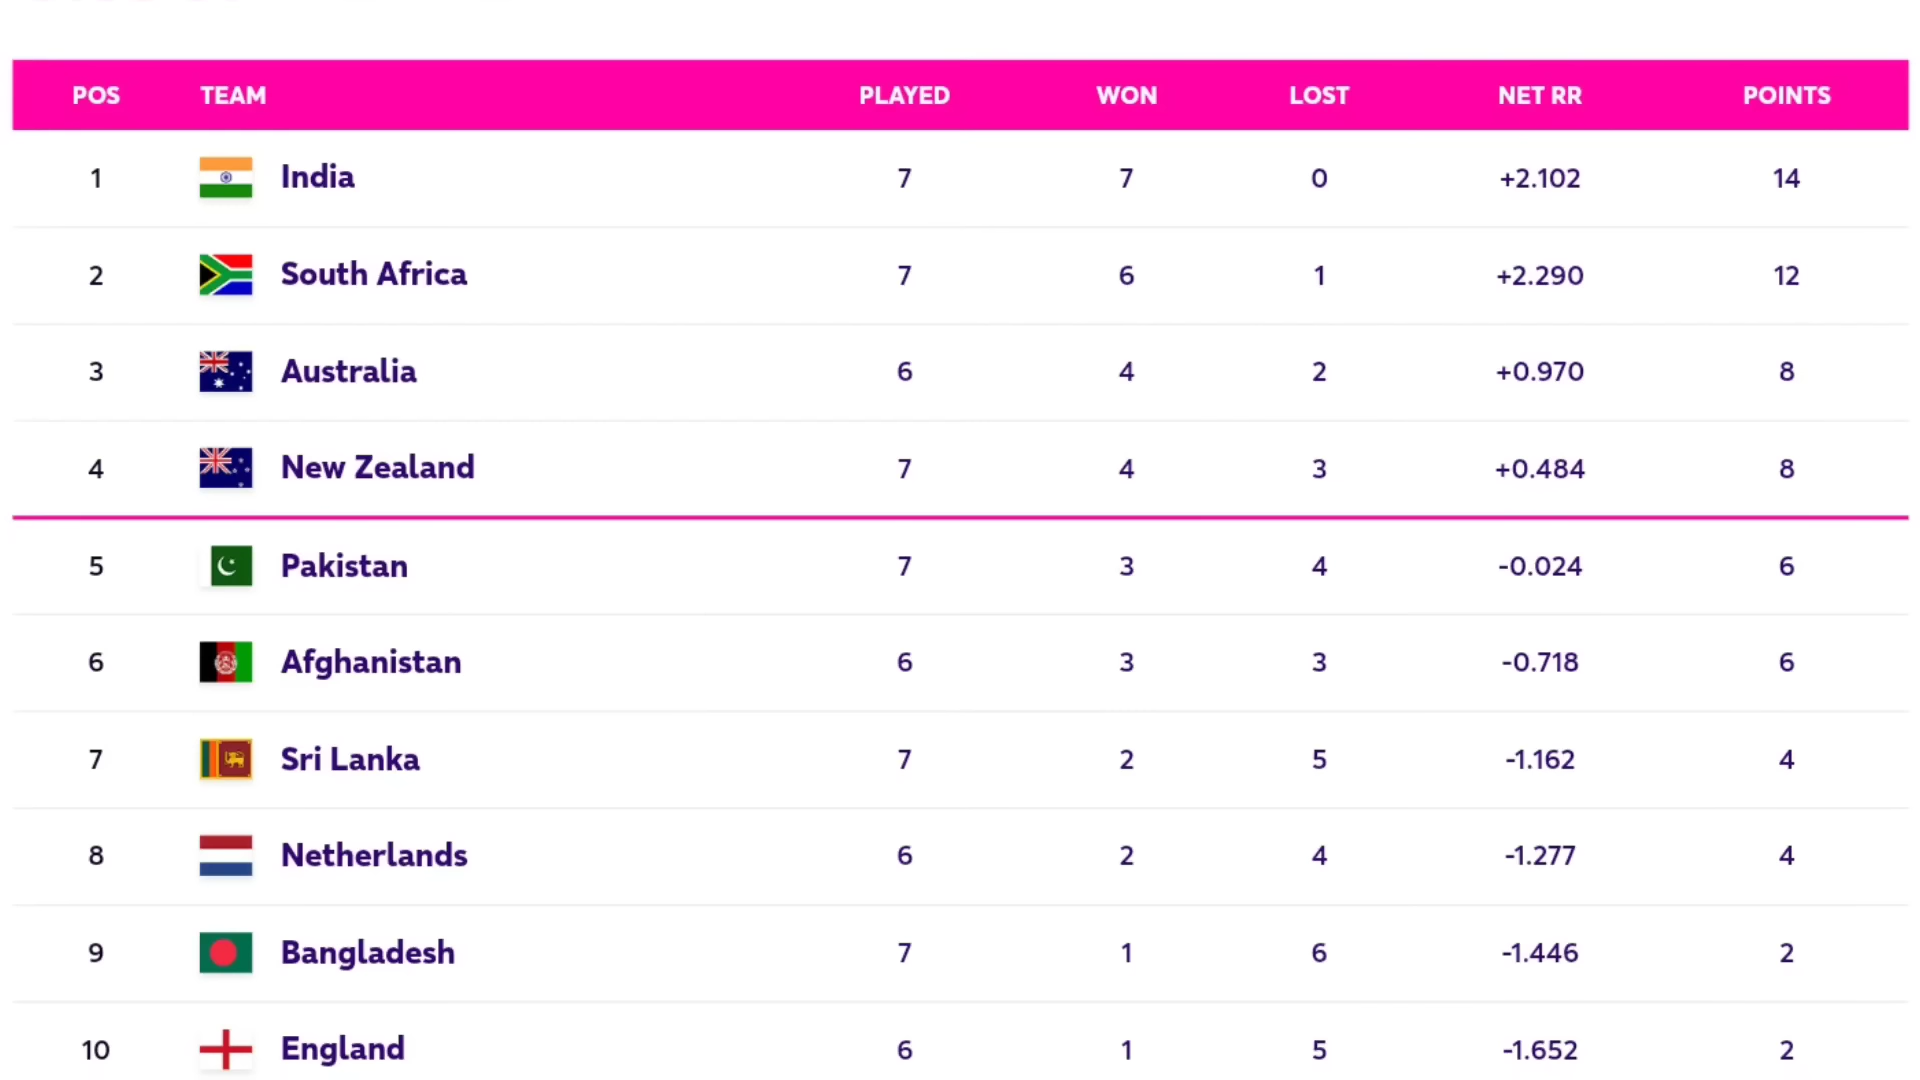 POS TEAM PLAYED WON LOST NET RR POINTS
1 India 7 7 0 +2.102 14
2 South Africa 7 6 1 +2.290 12
3 Australia 6 4 2 +0.970 8
4 New Zealand 7 4 3 +0.484 8
5 Pakistan 7 3 4 -0.024 6
6 Afghanistan 6 3 3 -0.718 6
7 Sri Lanka 7 2 5 -1.162 4
8 Netherlands 6 2 4 -1.277 4
9 Bangladesh 7 1 6 -1.446 2
10 England 6 1 5 -1.652 2